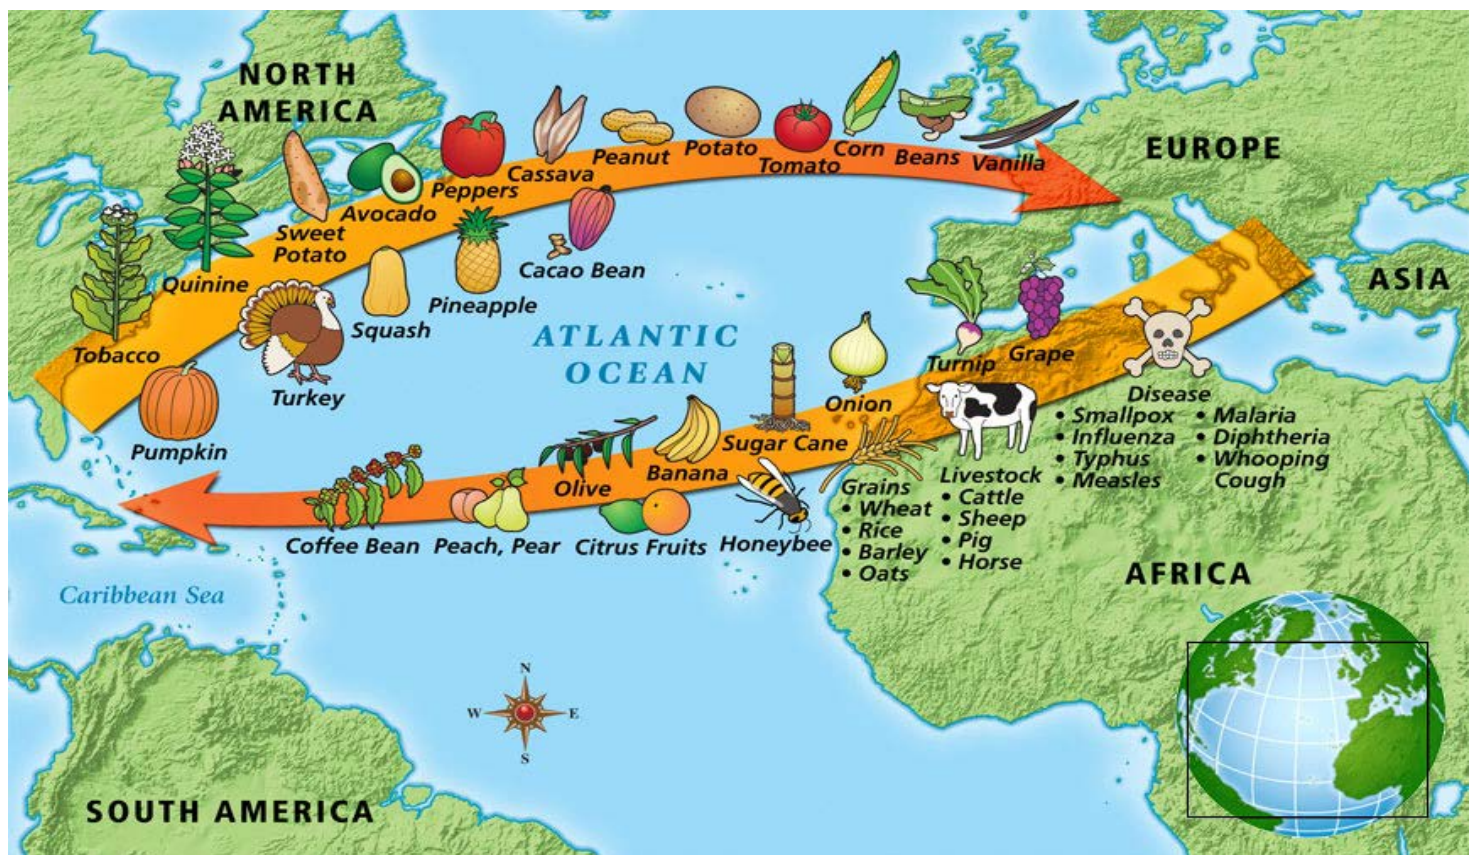 NORTH
AMERICA
EUROPE
ASIA
AFRICA
SOUTH AMERICA
ATLANTIC
OCEAN
Caribbean Sea
Tobacco
Quinine
Sweet
Potato
Avocado
Peppers
Cassava
Peanut
Potato
Tomato
Corn
Beans
Vanilla
Pumpkin
Turkey
Squash
Pineapple
Cacao Bean
Coffee Bean
Peach, Pear
Olive
Citrus Fruits
Banana
Sugar Cane
Honeybee
Onion
Grains
• Wheat
• Rice
• Barley
• Oats
Turnip
Grape
Livestock
• Cattle
• Sheep
• Pig
• Horse
Disease
• Smallpox
• Influenza
• Typhus
• Measles
• Malaria
• Diphtheria
• Whooping
Cough
N
W
E
S